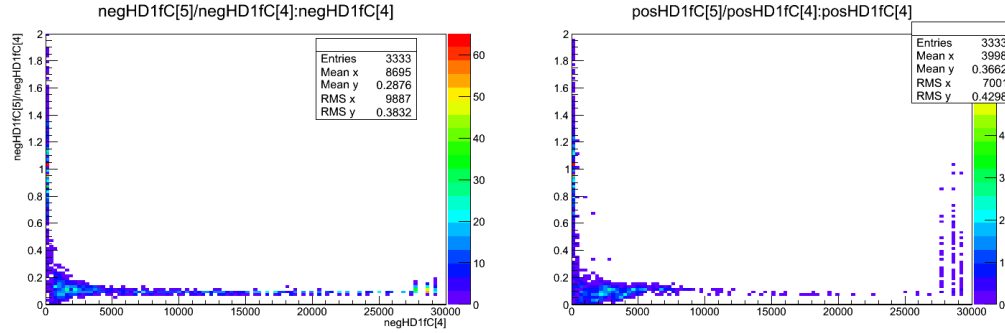 negHD1fC[5]/negHD1fC[4]:negHD1fC[4]
negHD1fC[5]/negHD1fC[4]
2
1.8
1.6
1.4
1.2
1
0.8
0.6
0.4
0.2
0
0 5000 10000 15000 20000 25000 30000
negHD1fC[4]
Entries 3333
Mean x 8695
Mean y 0.2876
RMS x 9887
RMS y 0.3832
60
50
40
30
20
10
0
posHD1fC[5]/posHD1fC[4]:posHD1fC[4]
2
1.8
1.6
1.4
1.2
1
0.8
0.6
0.4
0.2
0
0 5000 10000 15000 20000 25000 30000
Entries 3333
Mean x 3998
Mean y 0.3662
RMS x 7001
RMS y 0.4298